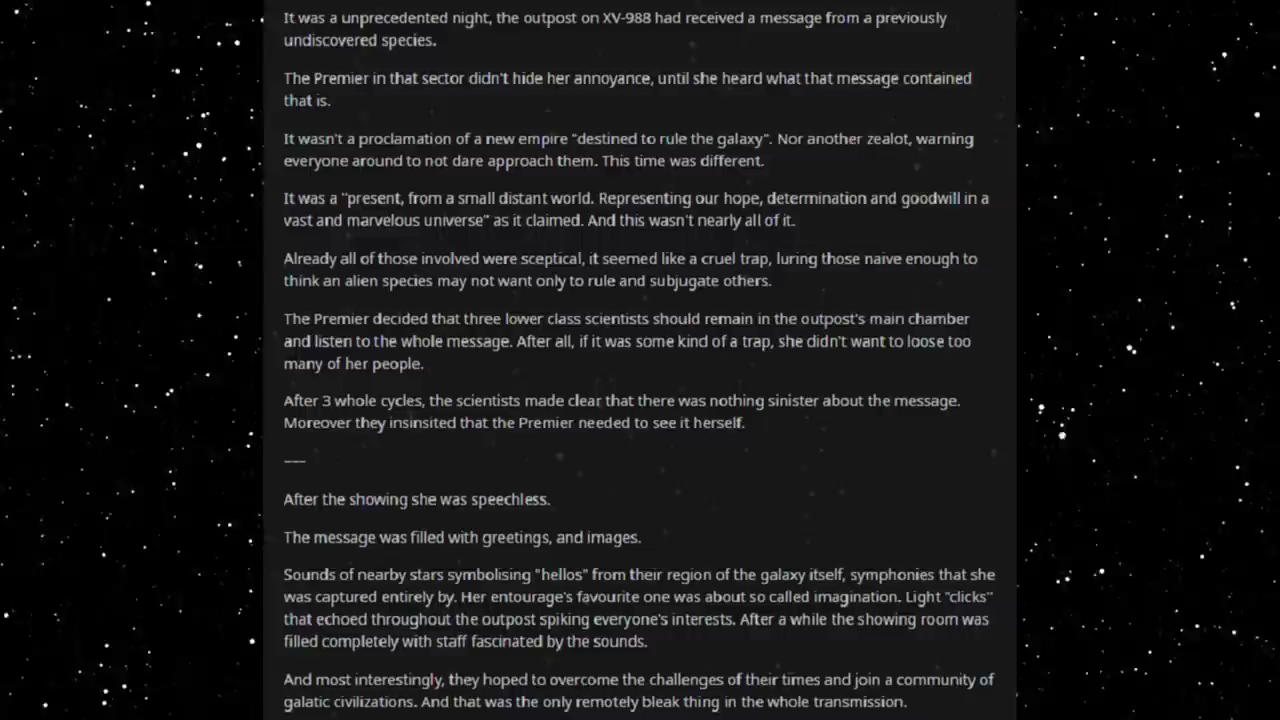 It was a unprecedented night, the outpost on XV-988 had received a message from a previously
undiscovered species.
The Premier in that sector didn't hide her annoyance, until she heard what that message contained
that is.
It wasn't a proclamation of a new empire "destined to rule the galaxy". Nor another zealot, warning
everyone around to not dare approach them. This time was different.
It was a "present, from a small distant world. Representing our hope, determination and goodwill in a
vast and marvelous universe" as it claimed. And this wasn't nearly all of it.
Already all of those involved were sceptical, it seemed like a cruel trap, luring those naive enough to
think an alien species may not want only to rule and subjugate others.
The Premier decided that three lower class scientists should remain in the outpost's main chamber
and listen to the whole message. After all, if it was some kind of a trap, she didn't want to loose too
many of her people.
After 3 whole cycles, the scientists made clear that there was nothing sinister about the message.
Moreover they insinsited that the Premier needed to see it herself.
___
After the showing she was speechless.
The message was filled with greetings, and images.
Sounds of nearby stars symbolising "hellos" from their region of the galaxy itself, symphonies that she
was captured entirely by. Her entourage's favourite one was about so called imagination. Light "clicks"
that echoed throughout the outpost spiking everyone's interests. After a while the showing room was
filled completely with staff fascinated by the sounds.
And most interestingly, they hoped to overcome the challenges of their times and join a community of
galatic civilizations. And that was the only remotely bleak thing in the whole transmission.